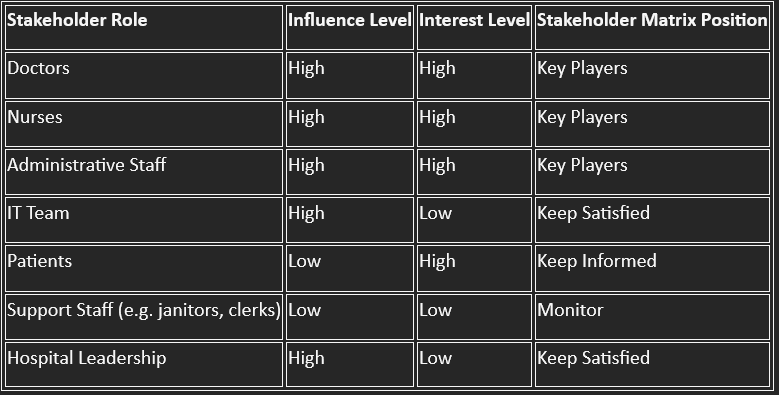 Stakeholder Role Influence Level Interest Level Stakeholder Matrix Position
Doctors High High Key Players
Nurses High High Key Players
Administrative Staff High High Key Players
IT Team High Low Keep Satisfied
Patients Low High Keep Informed
Support Staff (e.g. janitors, clerks) Low Low Monitor
Hospital Leadership High Low Keep Satisfied